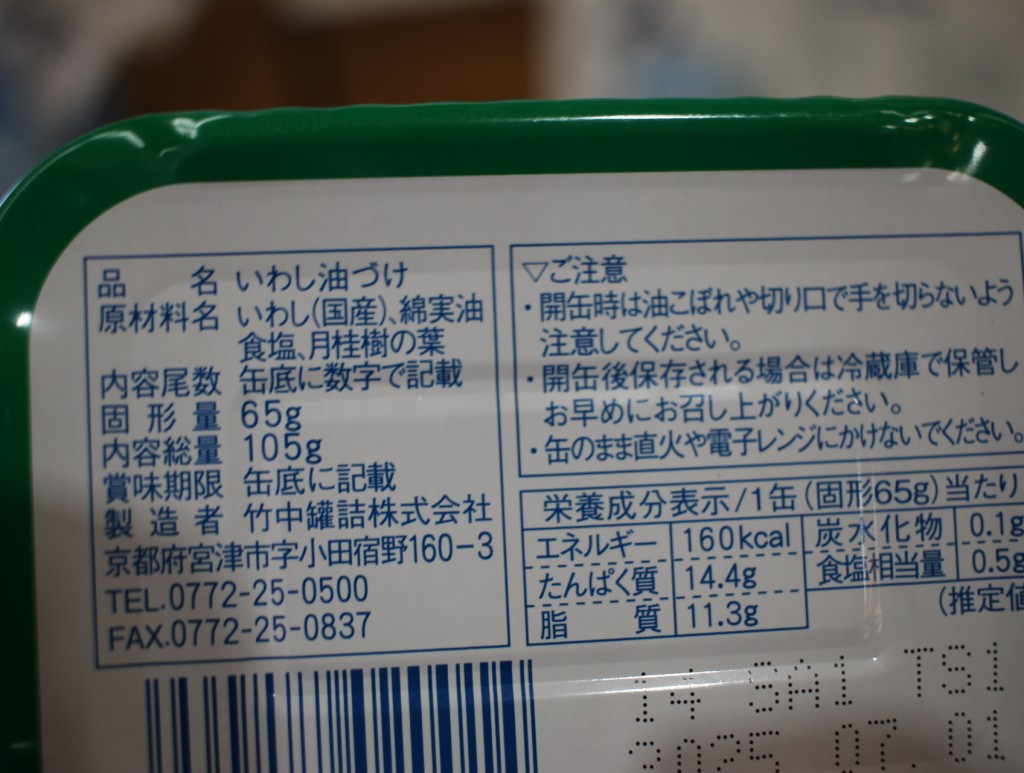 品名 いわし油づけ
原材料名 いわし(国産)、綿実油
食塩、月桂樹の葉
内容尾数 缶底に数字で記載
固形量 65g
内容総量 105g
賞味期限 缶底に記載
製造者 竹中罐詰株式会社
京都府宮津市字小田宿野160-3
TEL.0772-25-0500
FAX.0772-25-0837
▽ご注意
・開缶時は油こぼれや切り口で手を切らないよう
注意してください。
・開缶後保存される場合は冷蔵庫で保管し
お早めにお召し上がりください。
・缶のまま直火や電子レンジにかけないでください。
栄養成分表示/1缶(固形65g)当たり
エネルギー 160kcal 炭水化物 0.1g
たんぱく質 14.4g 食塩相当量 0.5g
脂質 11.3g
(推定値
14 SA1 TS1
2025.07.01